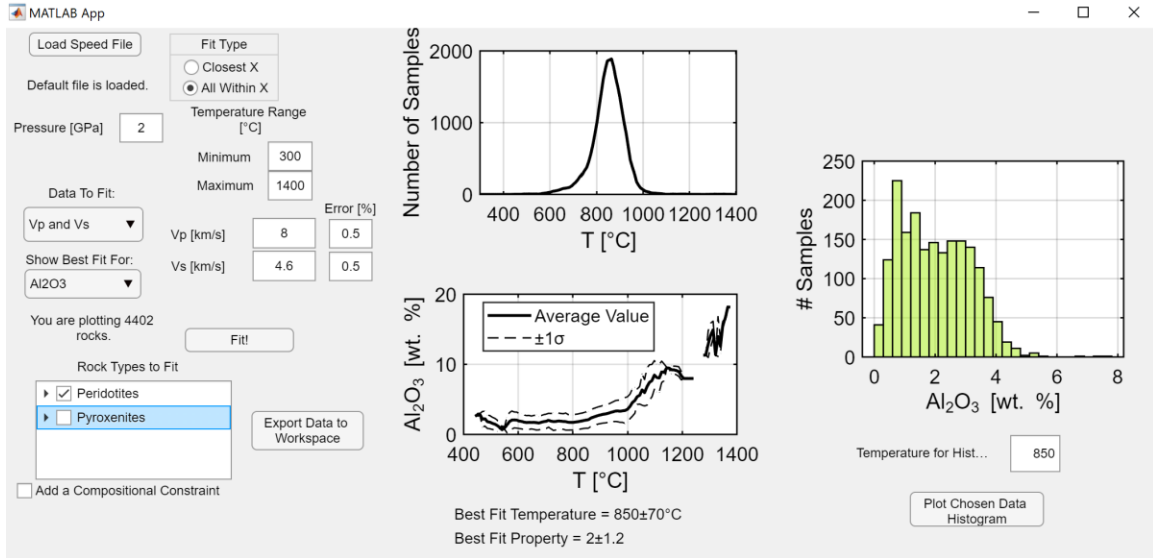 MATLAB App
Load Speed File
Default file is loaded.
Fit Type
Closest X
All Within X
Pressure [GPa] 2
Temperature Range
[°C]
Minimum 300
Maximum 1400
Data To Fit:
Vp and Vs
Error [%]
Vp [km/s] 8 0.5
Vs [km/s] 4.6 0.5
Show Best Fit For:
Al2O3
You are plotting 4402
rocks.
Fit!
Rock Types to Fit
Peridotites
Pyroxenites
Export Data to
Workspace
Add a Compositional Constraint
Number of Samples
2000
1000
0
400 600 800 1000 1200 1400
T [°C]
Al₂O₃ [wt. %]
20
10
0
Average Value
±1σ
400 600 800 1000 1200 1400
T [°C]
Best Fit Temperature = 850±70°C
Best Fit Property = 2±1.2
# Samples
250
200
150
100
50
0
0 2 4 6 8
Al₂O₃ [wt. %]
Temperature for Hist... 850
Plot Chosen Data
Histogram